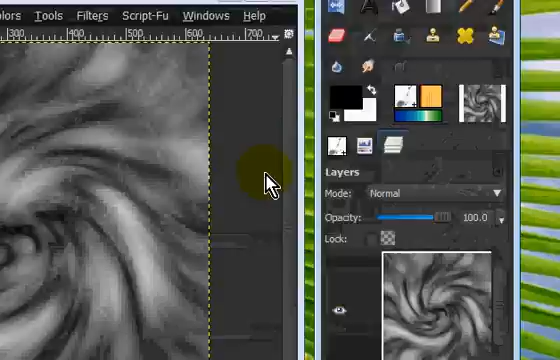 olors Tools Filters Script-Fu Windows Help
300 400 500 600 700
Layers
Mode: Normal
Opacity: 100.0
Lock: